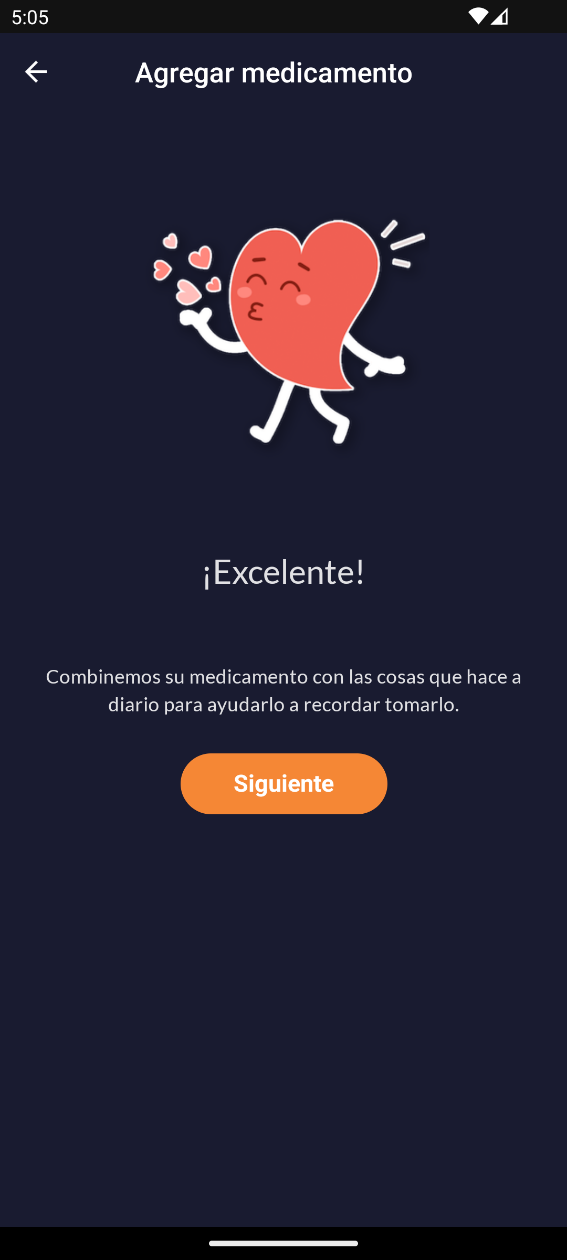 5:05
Agregar medicamento
¡Excelente!
Combinemos su medicamento con las cosas que hace a
diario para ayudarlo a recordar tomarlo.
Siguiente